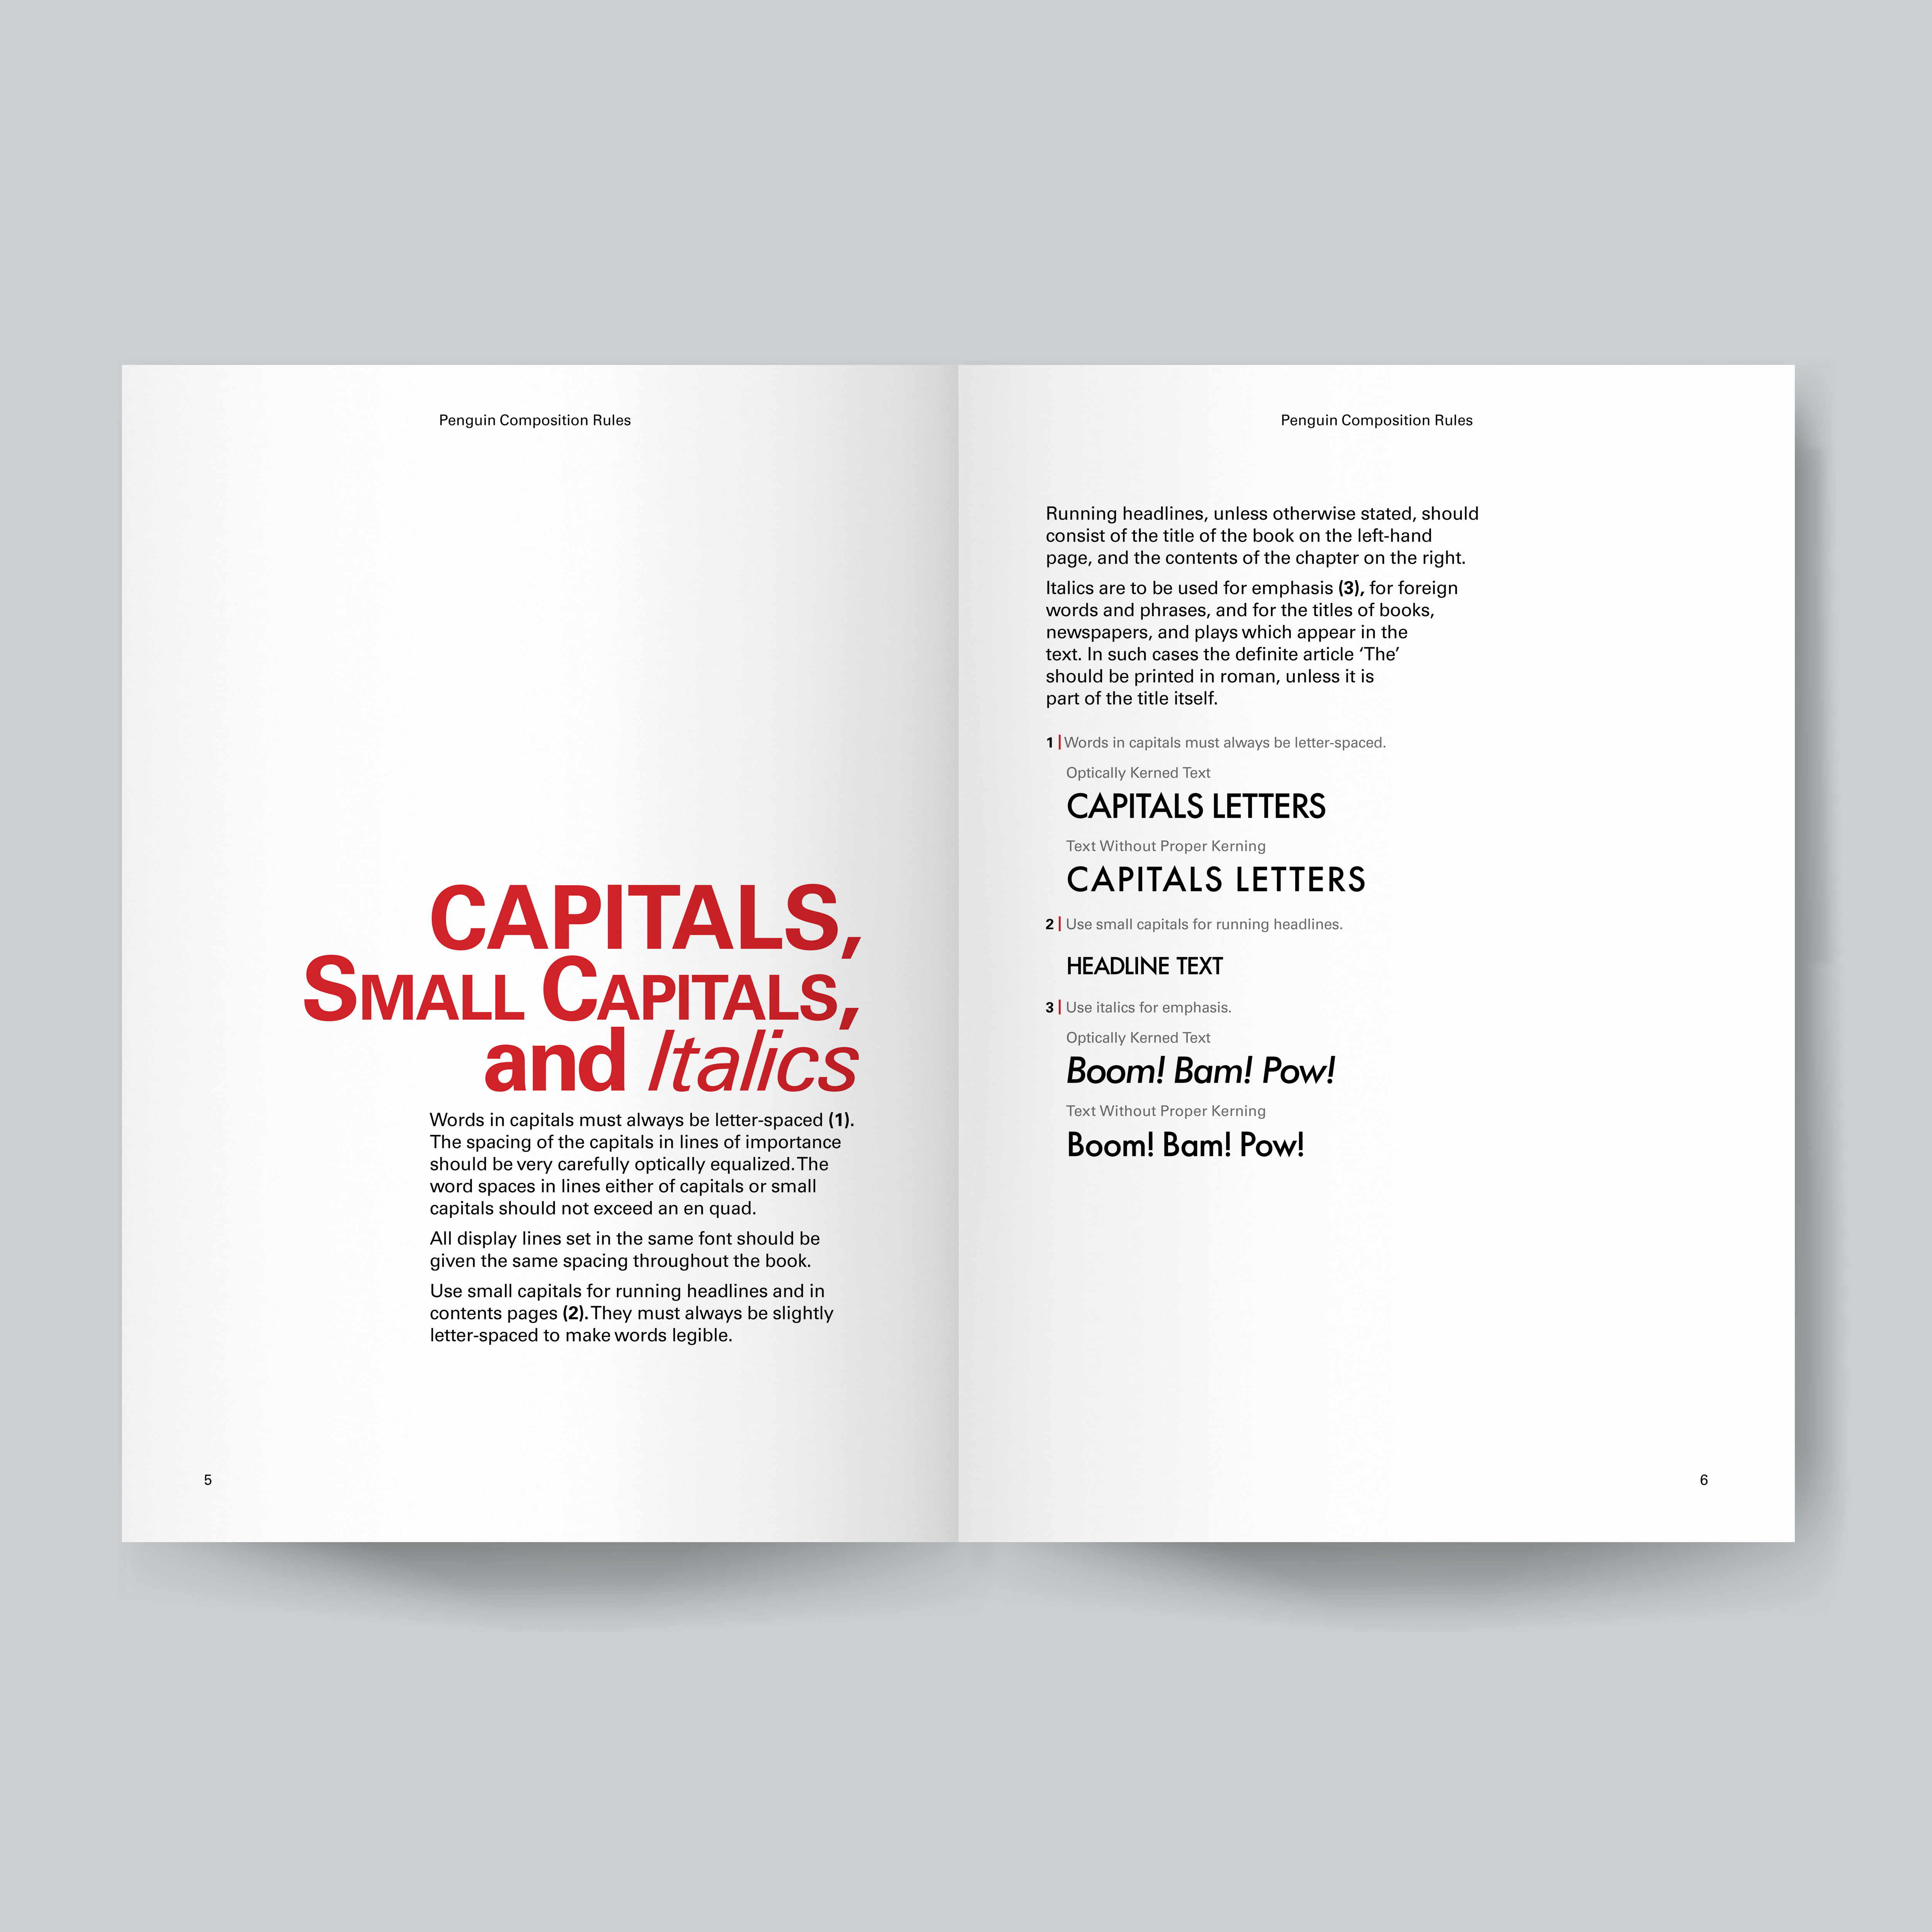 Penguin Composition Rules
CAPITALS,
SMALL CAPITALS,
and Italics
Words in capitals must always be letter-spaced (1).
The spacing of the capitals in lines of importance
should be very carefully optically equalized. The
word spaces in lines either of capitals or small
capitals should not exceed an en quad.
All display lines set in the same font should be
given the same spacing throughout the book.
Use small capitals for running headlines and in
contents pages (2). They must always be slightly
letter-spaced to make words legible.
5
Penguin Composition Rules
Running headlines, unless otherwise stated, should
consist of the title of the book on the left-hand
page, and the contents of the chapter on the right.
Italics are to be used for emphasis (3), for foreign
words and phrases, and for the titles of books,
newspapers, and plays which appear in the
text. In such cases the definite article ‘The’
should be printed in roman, unless it is
part of the title itself.
1 | Words in capitals must always be letter-spaced.
Optically Kerned Text
CAPITALS LETTERS
Text Without Proper Kerning
CAPITALS LETTERS
2 | Use small capitals for running headlines.
HEADLINE TEXT
3 | Use italics for emphasis.
Optically Kerned Text
Boom! Bam! Pow!
Text Without Proper Kerning
Boom! Bam! Pow!
6